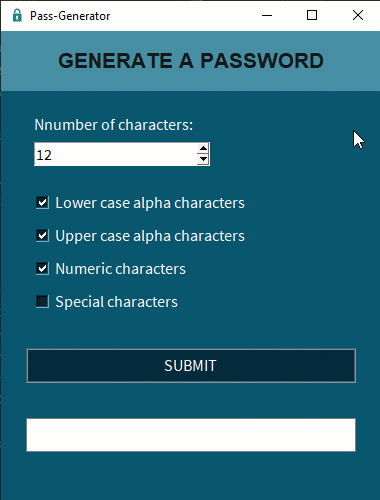 Pass-Generator
GENERATE A PASSWORD
Nnumber of characters:
12
Lower case alpha characters
Upper case alpha characters
Numeric characters
Special characters
SUBMIT